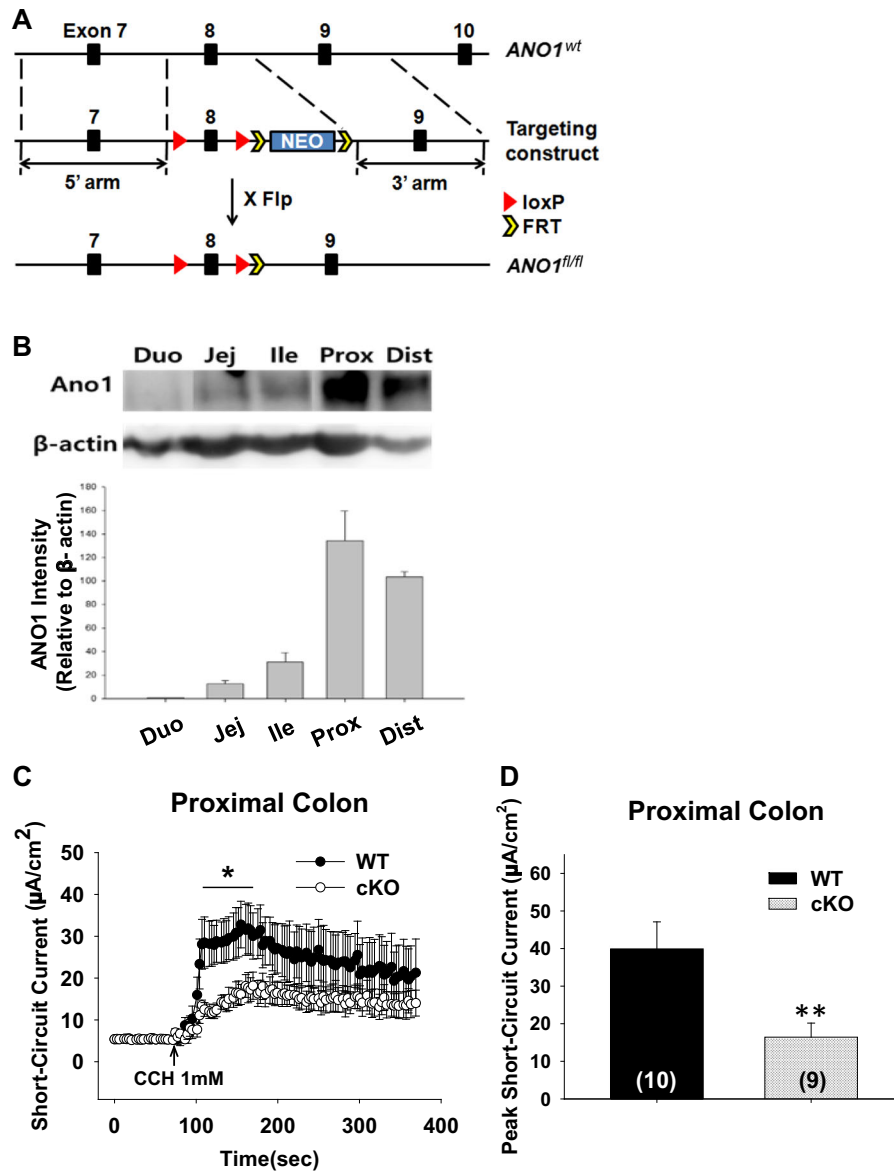 A
Exon 7 8 9 10
ANO1wt
7 8 NEO 9
Targeting
construct
5' arm 3' arm
X Flp
loxP
FRT
7 8 9
ANO1fl/fl
B
Duo Jej Ile Prox Dist
Ano1
β-actin
ANO1 Intensity
(Relative to β- actin)
180
160
140
120
100
80
60
40
20
0
Duo Jej Ile Prox Dist
C
Proximal Colon
Short-Circuit Current (µA/cm2)
50
40
30
20
10
0
*
WT
cKO
CCH 1mM
0 100 200 300 400
Time(sec)
D
Proximal Colon
Peak Short-Circuit Current (µA/cm2)
60
50
40
30
20
10
0
WT
cKO
**
(10) (9)